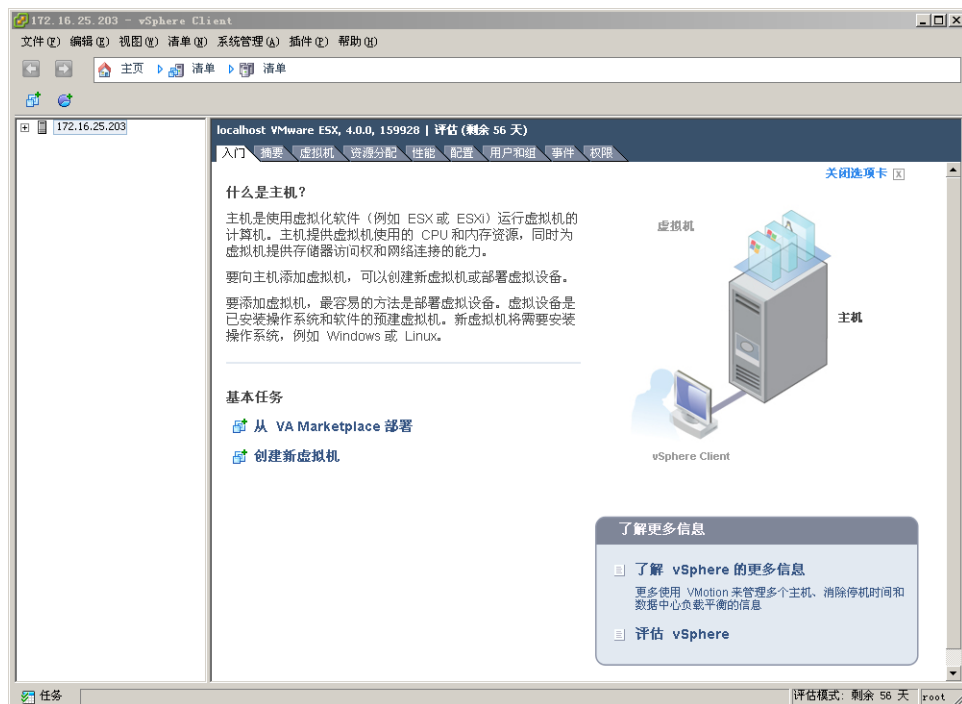 172.16.25.203 - vSphere Client
文件(F) 编辑(E) 视图(V) 清单(N) 系统管理(A) 插件(P) 帮助(H)
主页 清单 清单
172.16.25.203
localhost VMware ESX, 4.0.0, 159928 | 评估 (剩余 56 天)
入门 摘要 虚拟机 资源分配 性能 配置 用户和组 事件 权限
关闭选项卡 X
什么是主机?
主机是使用虚拟化软件（例如 ESX 或 ESXi）运行虚拟机的
计算机。主机提供虚拟机使用的 CPU 和内存资源，同时为
虚拟机提供存储器访问权和网络连接的能力。
要向主机添加虚拟机，可以创建新虚拟机或部署虚拟设备。
要添加虚拟机，最容易的方法是部署虚拟设备。虚拟设备是
已安装操作系统和软件的预建虚拟机。新虚拟机将需要安装
操作系统，例如 Windows 或 Linux。
虚拟机
主机
vSphere Client
基本任务
从 VA Marketplace 部署
创建新虚拟机
了解更多信息
了解 vSphere 的更多信息
更多使用 VMotion 来管理多个主机、消除停机时间和
数据中心负载平衡的信息
评估 vSphere
任务
评估模式: 剩余 56 天 root